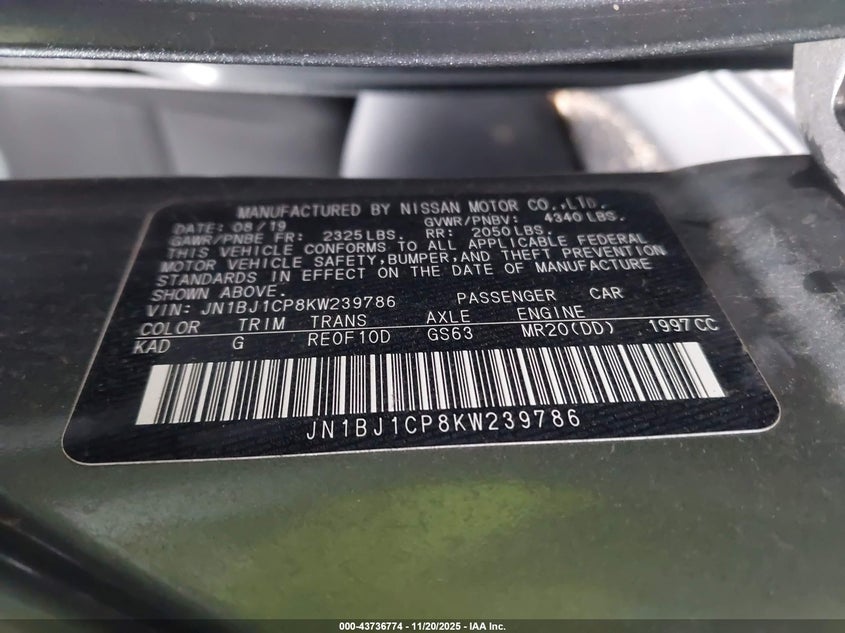 MANUFACTURED BY NISSAN MOTOR CO.,LTD.
DATE: 08/19 GVWR/PNBV: 4340 LBS.
GAWR/PNBE FR: 2325 LBS. RR: 2050 LBS.
THIS VEHICLE CONFORMS TO ALL APPLICABLE FEDERAL
MOTOR VEHICLE SAFETY,BUMPER,AND THEFT PREVENTION
STANDARDS IN EFFECT ON THE DATE OF MANUFACTURE
SHOWN ABOVE.
VIN: JN1BJ1CP8KW239786 PASSENGER CAR
COLOR TRIM TRANS AXLE ENGINE
KAD G RE0F10D GS63 MR20(DD) 1997CC
JN1BJ1CP8KW239786
000-43736774 — 11/20/2025 — IAA Inc.